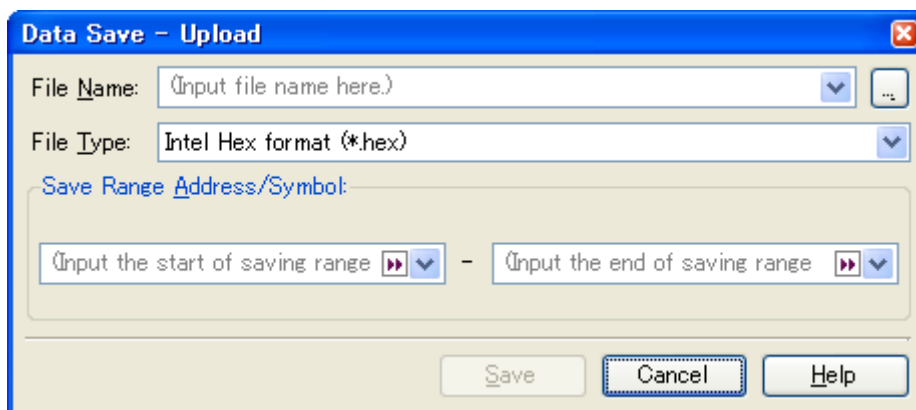 Data Save - Upload
File Name: (Input file name here.) ...
File Type: Intel Hex format (*.hex)
Save Range Address/Symbol:
(Input the start of saving range - (Input the end of saving range
Save Cancel Help